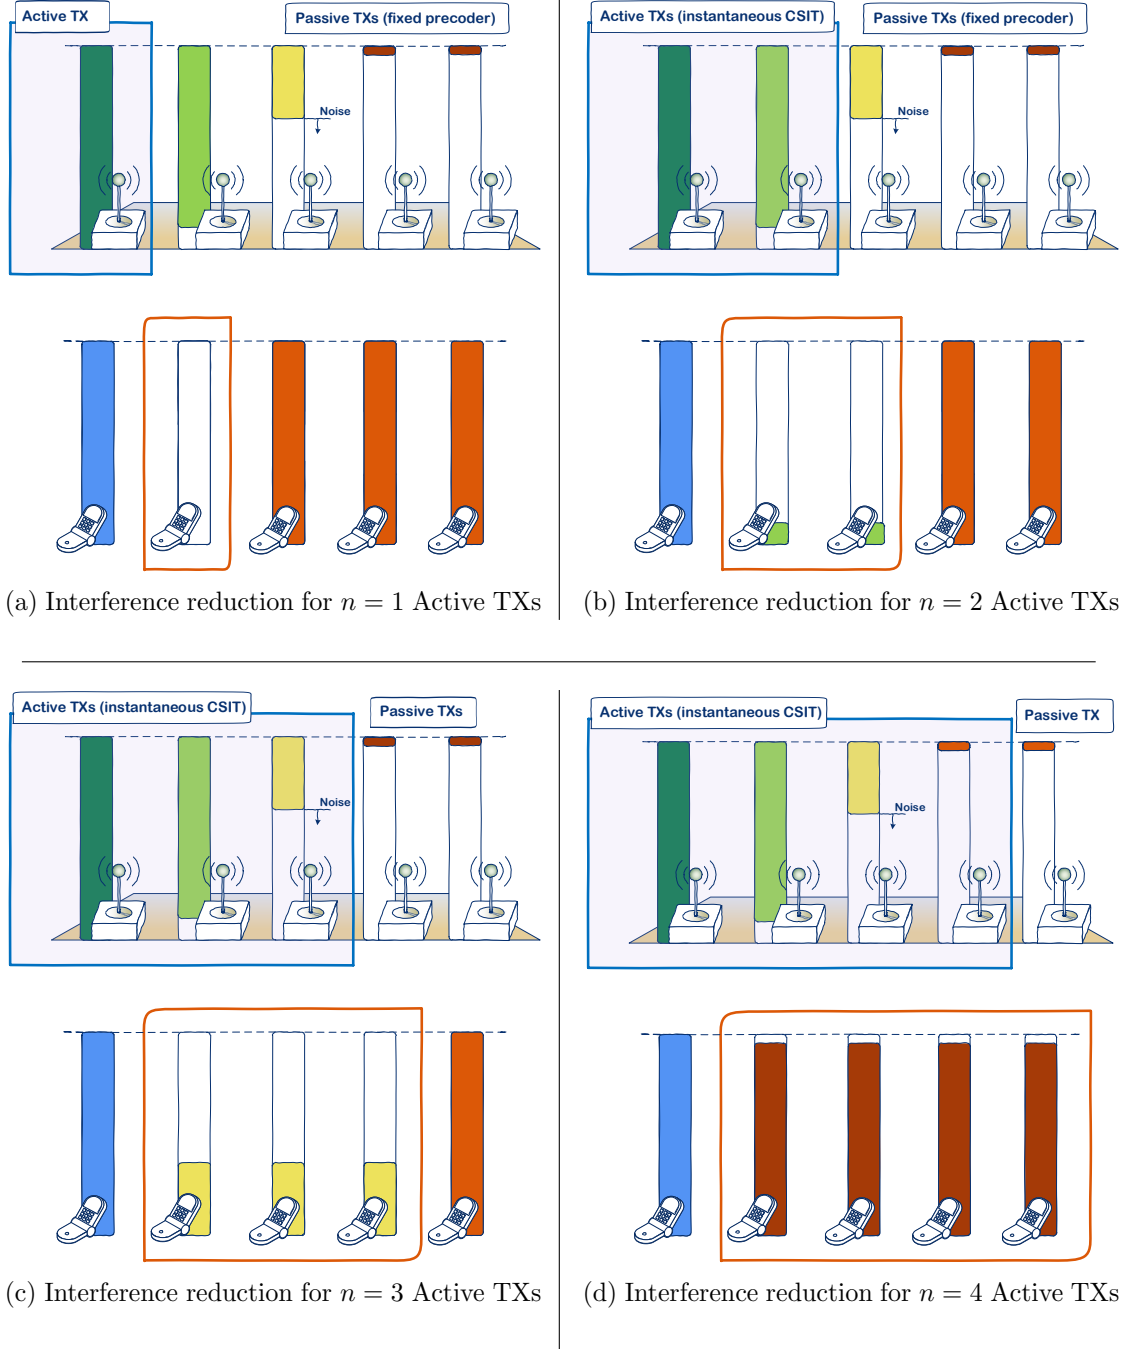 Active TX
Passive TXs (fixed precoder)
Noise
(a) Interference reduction for n = 1 Active TXs
Active TXs (instantaneous CSIT)
Passive TXs (fixed precoder)
Noise
(b) Interference reduction for n = 2 Active TXs
Active TXs (instantaneous CSIT)
Passive TXs
Noise
(c) Interference reduction for n = 3 Active TXs
Active TXs (instantaneous CSIT)
Passive TX
Noise
(d) Interference reduction for n = 4 Active TXs